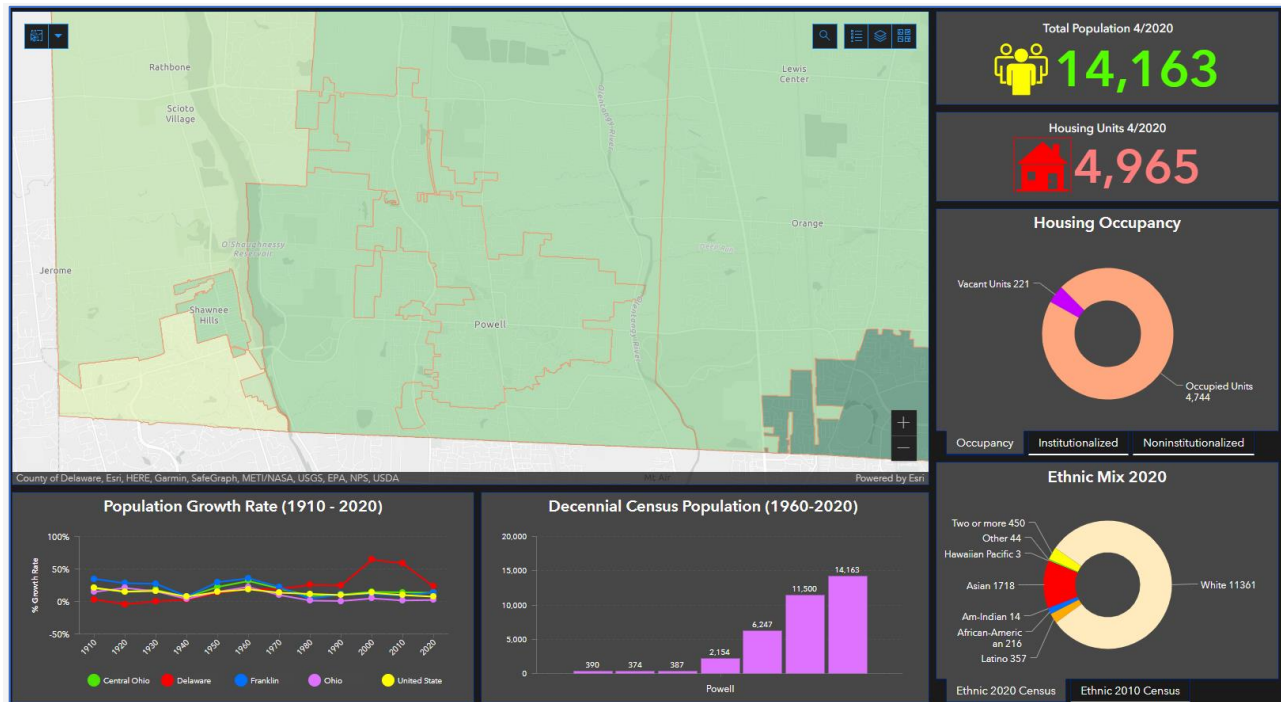 Rathbone
Scioto
Village
Lewis
Center
O'Shaughnessy
Reservoir
Orange
Jerome
Shawnee
Hills
Powell
Olentangy River
County of Delaware, Esri, HERE, Garmin, SafeGraph, METI/NASA, USGS, EPA, NPS, USDA
Mt Air
Powered by Esri
Total Population 4/2020
14,163
Housing Units 4/2020
4,965
Housing Occupancy
Vacant Units 221
Occupied Units
4,744
Occupancy
Institutionalized
Noninstitutionalized
Population Growth Rate (1910 - 2020)
% Growth Rate
100%
50%
0%
-50%
1910
1920
1930
1940
1950
1960
1970
1980
1990
2000
2010
2020
Central Ohio
Delaware
Franklin
Ohio
United State
Decennial Census Population (1960-2020)
20,000
15,000
10,000
5,000
0
390
374
387
2,154
6,247
11,500
14,163
Powell
Ethnic Mix 2020
Two or more 450
Other 44
Hawaiian Pacific 3
Asian 1718
Am-Indian 14
African-Americ
an 216
Latino 357
White 11361
Ethnic 2020 Census
Ethnic 2010 Census